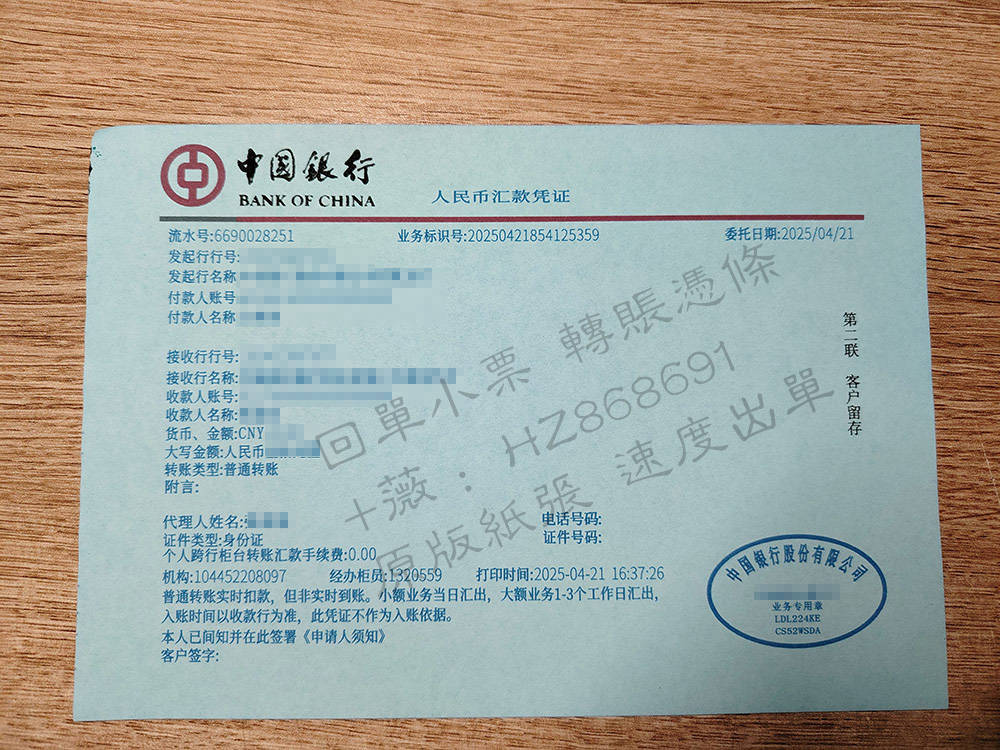 中國銀行
BANK OF CHINA
人民币汇款凭证
流水号:6690028251 业务标识号:20250421854125359 委托日期:2025/04/21
发起行行号:
发起行名称
付款人账号
付款人名称
接收行行号:
接收行名称:
收款人账号:
收款人名称:
货币、金额:CNY
大写金额:人民币
转账类型:普通转账
附言:
第二联 客户留存
回單小票 轉賬憑條
+薇：HZ868691
原版紙張 速度出單
代理人姓名: 电话号码:
证件类型:身份证 证件号码:
个人跨行柜台转账汇款手续费:0.00
机构:104452208097 经办柜员:1320559 打印时间:2025-04-21 16:37:26
普通转账实时扣款，但非实时到账。小额业务当日汇出，大额业务1-3个工作日汇出，
入账时间以收款行为准，此凭证不作为入账依据。
本人已间知并在此签署《申请人须知》
客户签字:
中国银行股份有限公司
业务专用章
LDL224KE
CS52WSDA